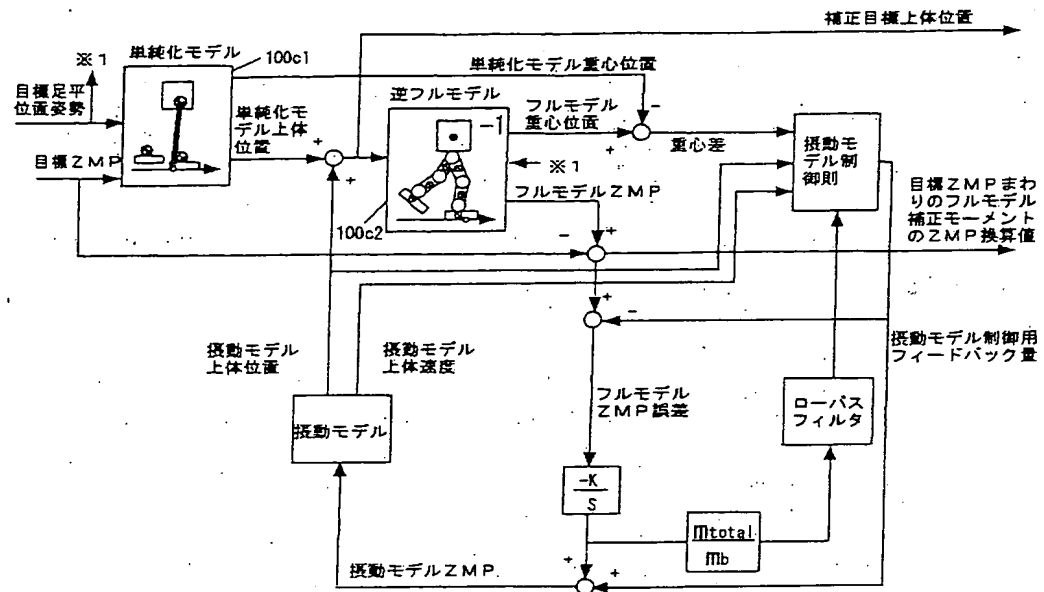 補正目標上体位置
※1
単純化モデル
100c1
単純化モデル重心位置
目標足平
位置姿勢
単純化モ
デル上体
位置
逆フルモデル
-1
フルモデル
重心位置
-
+
重心差
摂動モ
デル制
御則
目標ZMP
+
+
※1
フルモデルZMP
100c2
目標ZMPまわ
りのフルモデル
補正モーメント
のZMP換算値
-
+
+
-
摂動モデル
上体位置
摂動モデル
上体速度
摂動モデル制御用
フィードバック量
フルモデル
ZMP誤差
ローパス
フィルタ
摂動モデル
-K
S
mtotal
mb
摂動モデルZMP
+
+